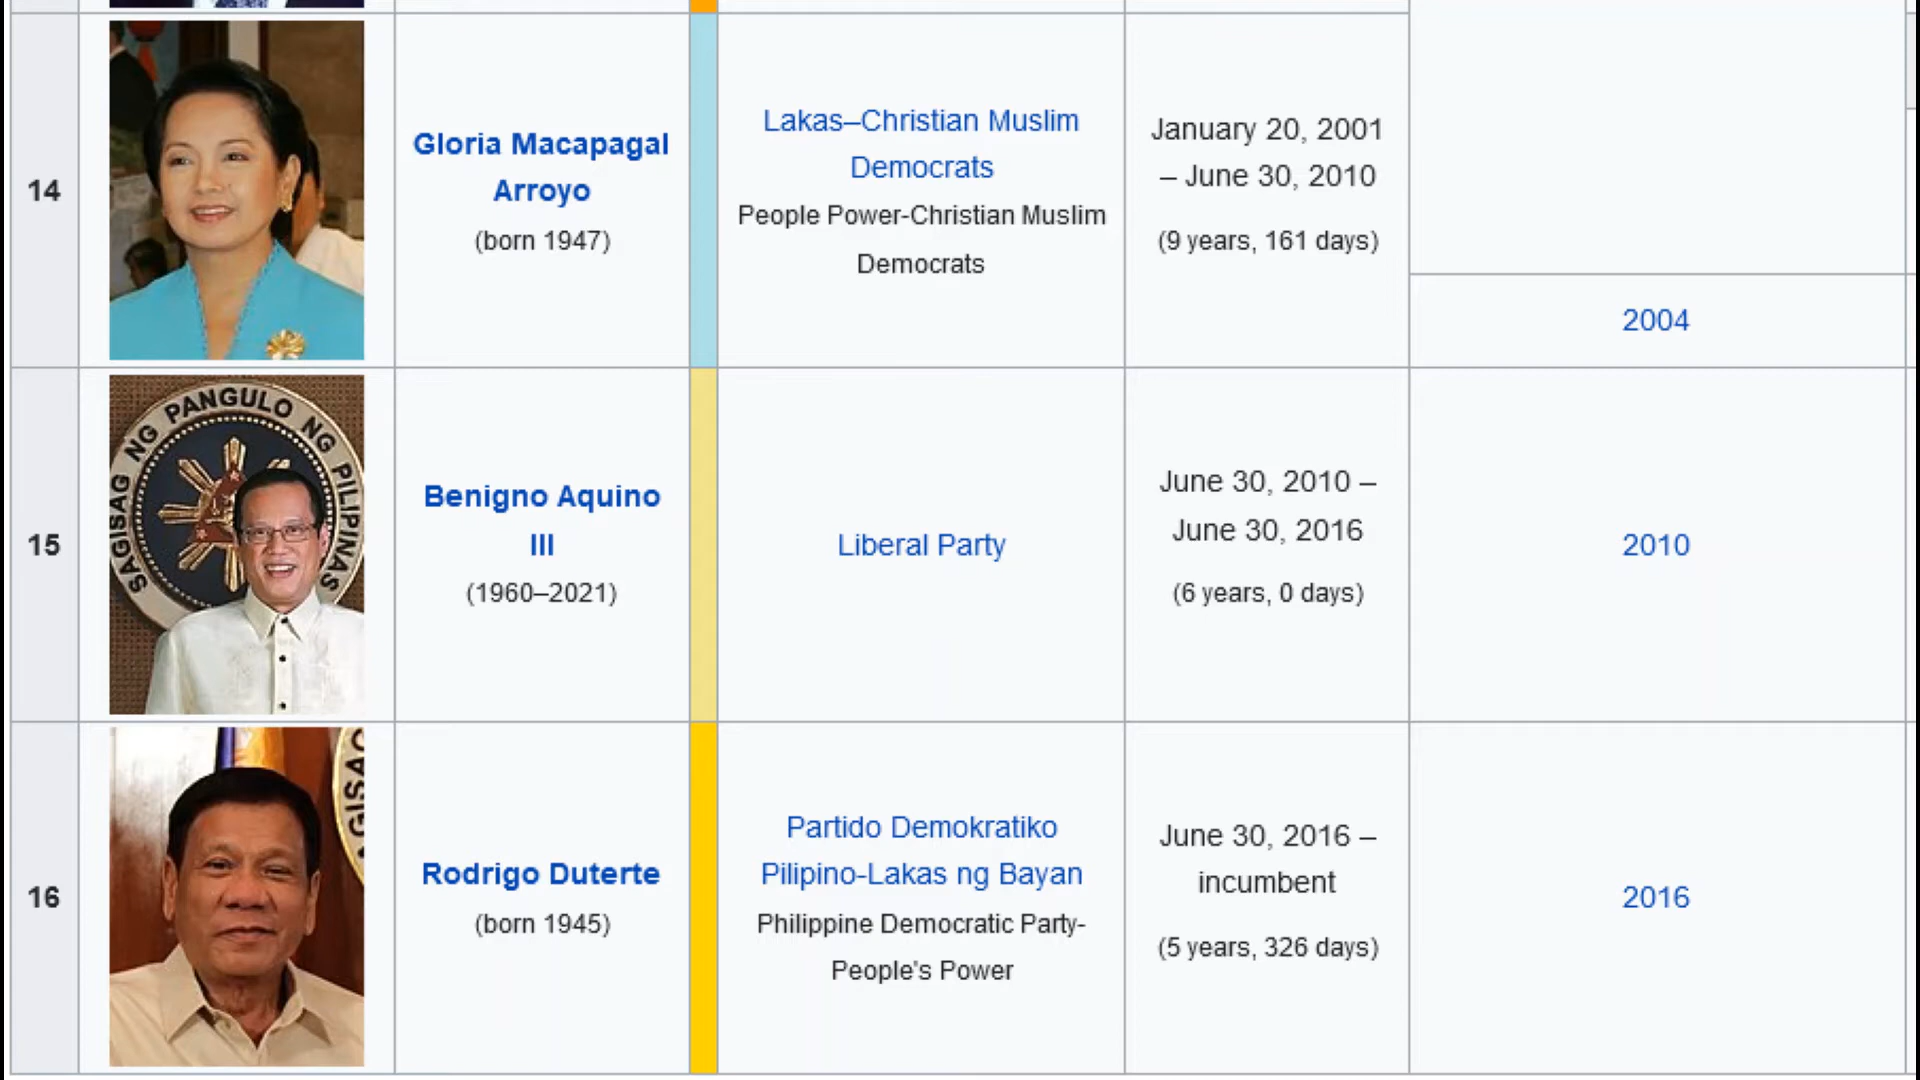 14
Gloria Macapagal
Arroyo
(born 1947)
Lakas–Christian Muslim
Democrats
People Power-Christian Muslim
Democrats
January 20, 2001
– June 30, 2010
(9 years, 161 days)
2004
15
SAGISAG NG PANGULO NG PILIPINAS
Benigno Aquino
III
(1960–2021)
Liberal Party
June 30, 2010 –
June 30, 2016
(6 years, 0 days)
2010
16
Rodrigo Duterte
(born 1945)
Partido Demokratiko
Pilipino-Lakas ng Bayan
Philippine Democratic Party-
People's Power
June 30, 2016 –
incumbent
(5 years, 326 days)
2016